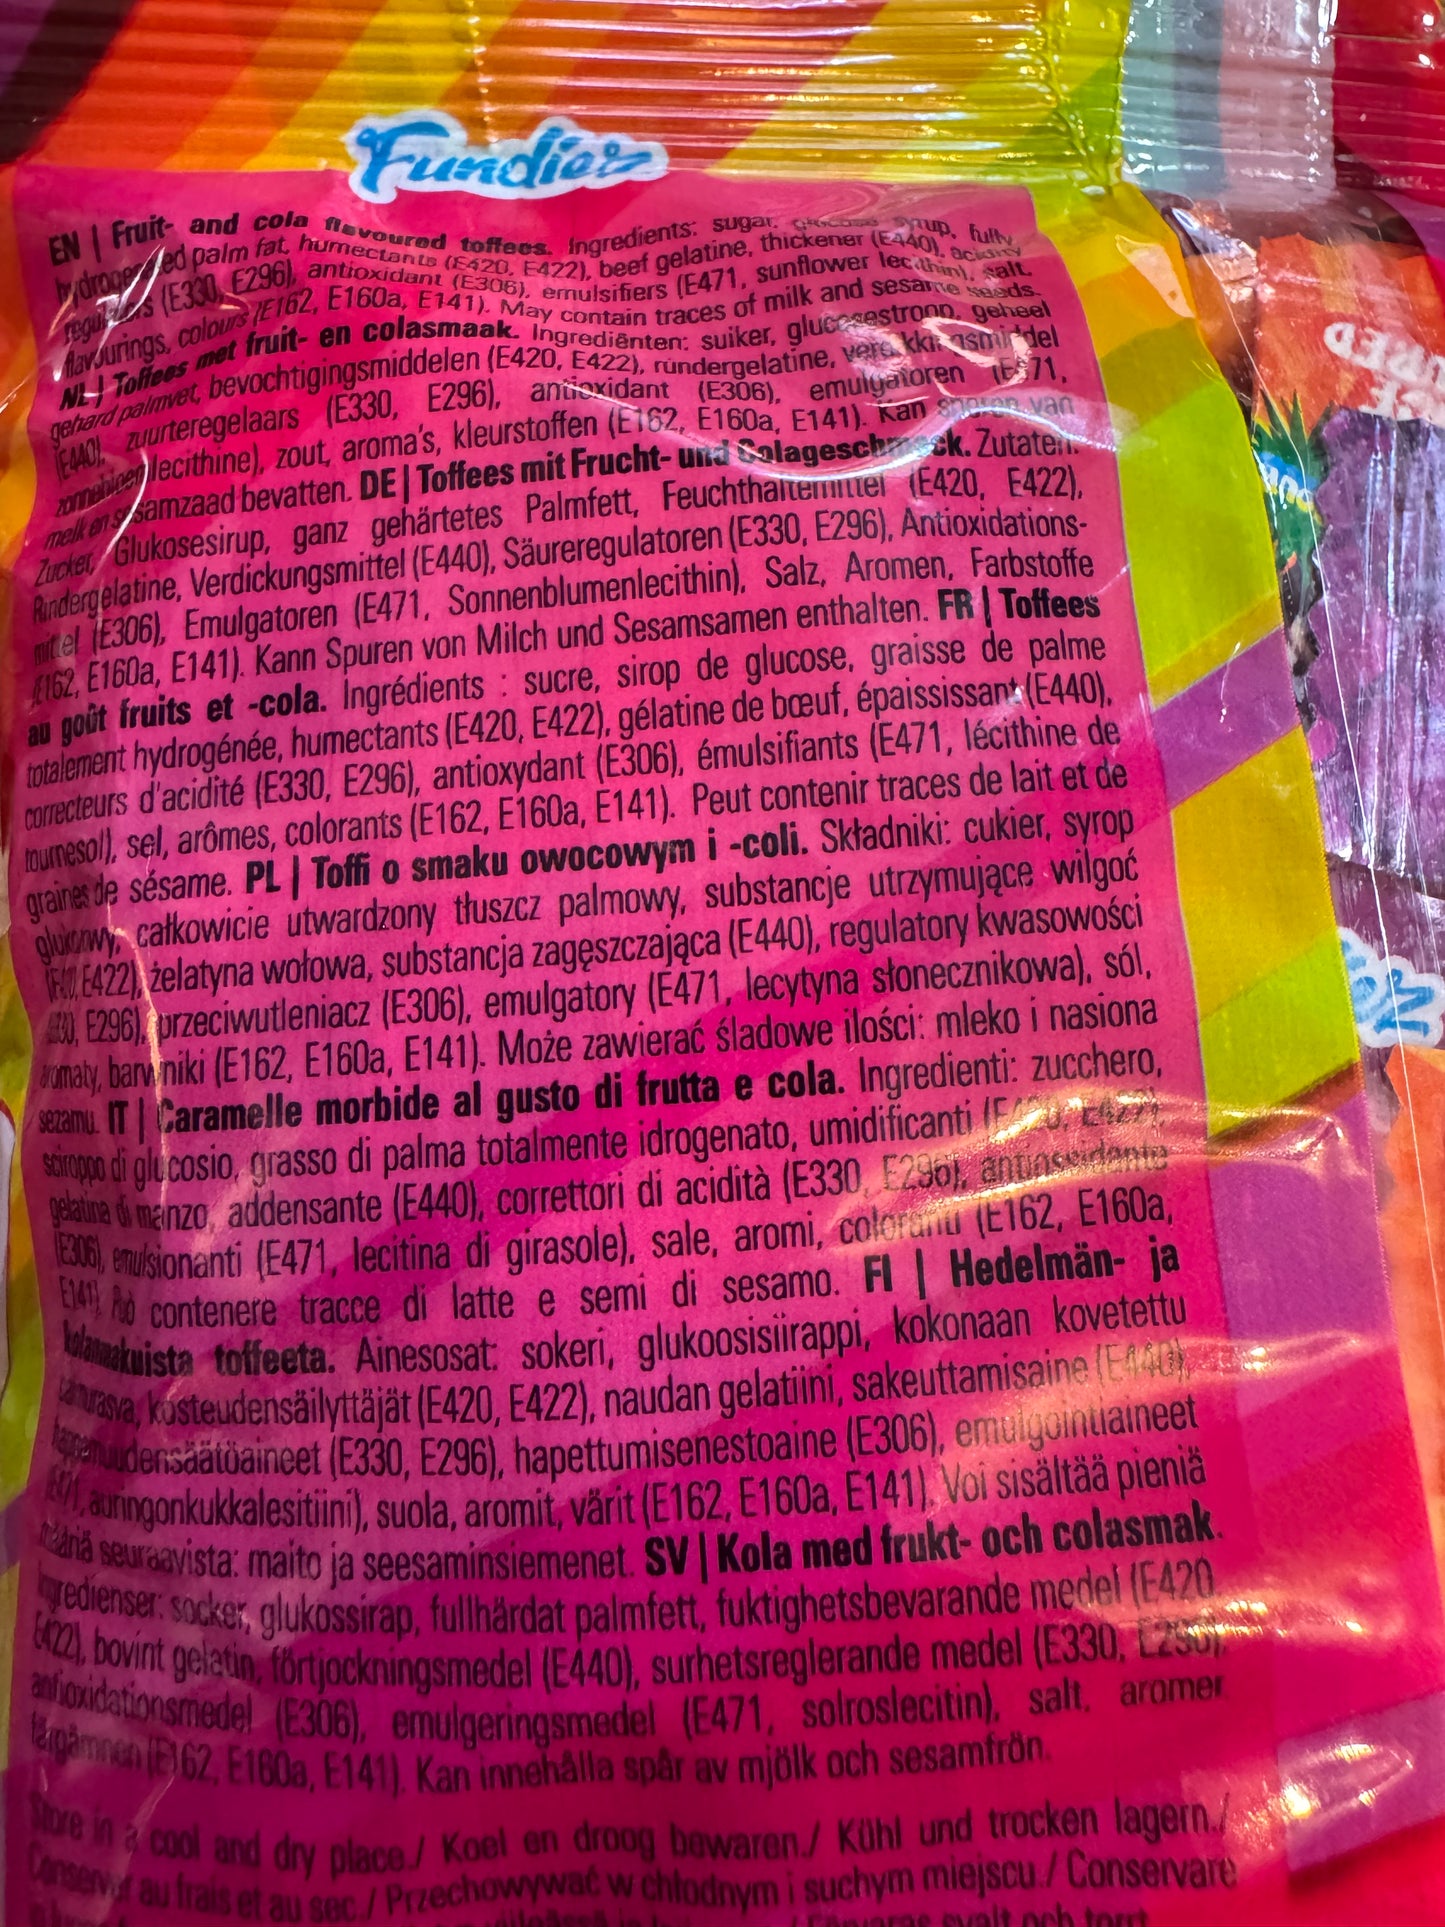 Fundiez
EN | Fruit- and cola flavoured toffees. Ingredients: sugar, glucose syrup, fully
hydrogenated palm fat, humectants (E420, E422), beef gelatine, thickener (E440), acidity
regulators (E330, E296), antioxidant (E306), emulsifiers (E471, sunflower lecithin), salt,
flavourings, colours (E162, E160a, E141). May contain traces of milk and sesame seeds.
NL | Toffees met fruit- en colasmaak. Ingrediënten: suiker, glucosestroop, geheel
gehard palmvet, bevochtigingsmiddelen (E420, E422), rundergelatine, verdikkingsmiddel
(E440), zuurteregelaars (E330, E296), antioxidant (E306), emulgatoren (E471,
zonnebloemlecithine), zout, aroma's, kleurstoffen (E162, E160a, E141). Kan sporen van
melk en sesamzaad bevatten. DE | Toffees mit Frucht- und Colageschmack. Zutaten:
Zucker, Glukosesirup, ganz gehärtetes Palmfett, Feuchthaltemittel (E420, E422),
Rindergelatine, Verdickungsmittel (E440), Säureregulatoren (E330, E296), Antioxidations-
mittel (E306), Emulgatoren (E471, Sonnenblumenlecithin), Salz, Aromen, Farbstoffe
(E162, E160a, E141). Kann Spuren von Milch und Sesamsamen enthalten. FR | Toffees
au goût fruits et -cola. Ingrédients : sucre, sirop de glucose, graisse de palme
totalement hydrogénée, humectants (E420, E422), gélatine de bœuf, épaississant (E440),
correcteurs d'acidité (E330, E296), antioxydant (E306), émulsifiants (E471, lécithine de
tournesol), sel, arômes, colorants (E162, E160a, E141). Peut contenir traces de lait et de
graines de sésame. PL | Toffi o smaku owocowym i -coli. Składniki: cukier, syrop
glukonwy, całkowicie utwardzony tłuszcz palmowy, substancje utrzymujące wilgoć
(E420, E422), żelatyna wołowa, substancja zagęszczająca (E440), regulatory kwasowości
(E330, E296), przeciwutleniacz (E306), emulgatory (E471, lecytyna słonecznikowa), sól,
aromaty, barwniki (E162, E160a, E141). Może zawierać śladowe ilości: mleko i nasiona
sezamu. IT | Caramelle morbide al gusto di frutta e cola. Ingredienti: zucchero,
sciroppo di glucosio, grasso di palma totalmente idrogenato, umidificanti (E420, E422),
gelatina di manzo, addensante (E440), correttori di acidità (E330, E296), antiossidante
(E306), emulsionanti (E471, lecitina di girasole), sale, aromi, coloranti (E162, E160a,
E141). Può contenere tracce di latte e semi di sesamo. FI | Hedelmän- ja
kolanmakuista toffeeta. Ainesosat: sokeri, glukoosisiirappi, kokonaan kovetettu
palmurasva, kosteudensäilyttäjät (E420, E422), naudan gelatiini, sakeuttamisaine (E440),
happamuudensäätöaineet (E330, E296), hapettumisenestoaine (E306), emulgointiaineet
(E471, auringonkukkalesitiini), suola, aromit, värit (E162, E160a, E141). Voi sisältää pieniä
määriä seuraavista: maito ja seesaminsiemenet. SV | Kola med frukt- och colasmak.
Ingredienser: socker, glukossirap, fullhärdat palmfett, fuktighetsbevarande medel (E420,
E422), bovint gelatin, förtjockningsmedel (E440), surhetsreglerande medel (E330, E296),
antioxidationsmedel (E306), emulgeringsmedel (E471, solroslecitin), salt, aromer
färgämnen (E162, E160a, E141). Kan innehålla spår av mjölk och sesamfrön.
Store in a cool and dry place./ Koel en droog bewaren./ Kühl und trocken lagern./
Conserver au frais et au sec./ Przechowywać w chłodnym i suchym miejscu./ Conservare
svalt och torrt